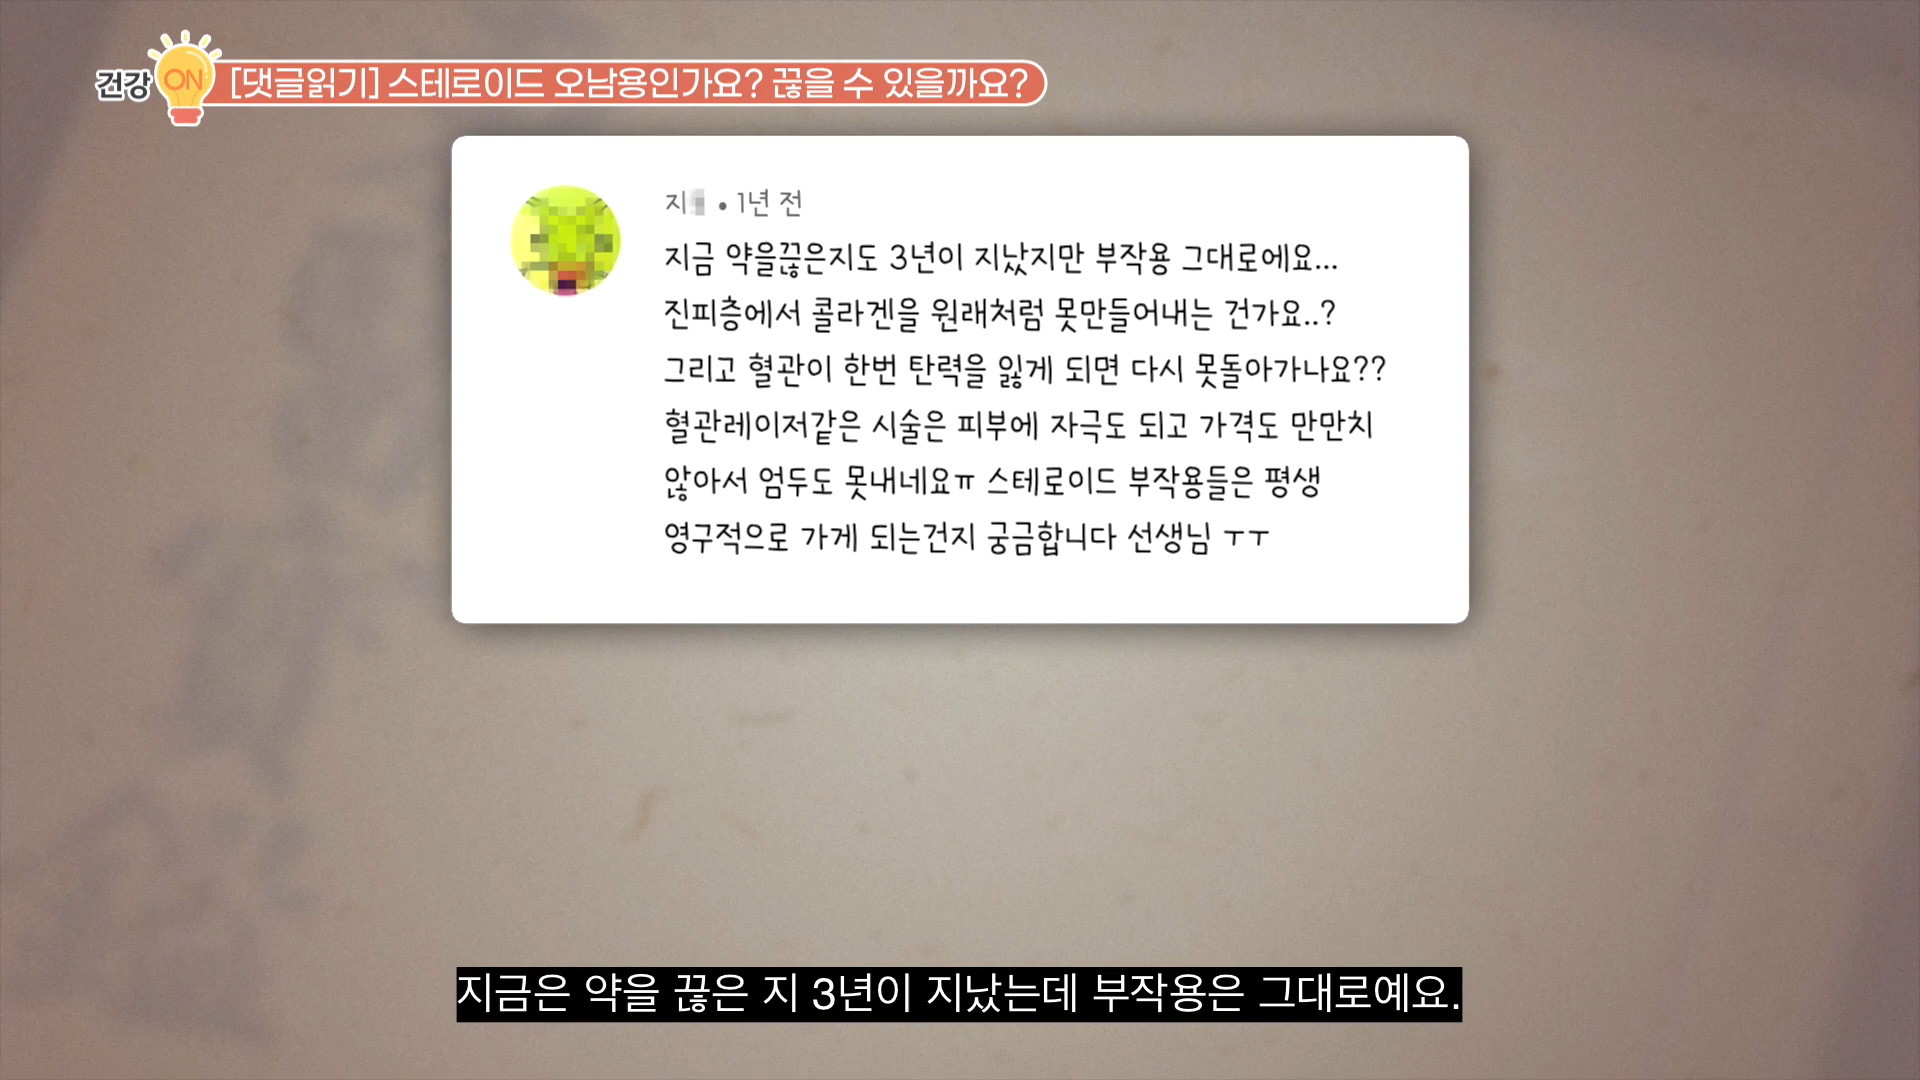 건강
ON
[댓글읽기] 스테로이드 오남용인가요? 끊을 수 있을까요?
지 • 1년 전
지금 약을끊은지도 3년이 지났지만 부작용 그대로에요...
진피층에서 콜라겐을 원래처럼 못만들어내는 건가요..?
그리고 혈관이 한번 탄력을 잃게 되면 다시 못돌아가나요??
혈관레이저같은 시술은 피부에 자극도 되고 가격도 만만치
않아서 엄두도 못내네요ㅠ 스테로이드 부작용들은 평생
영구적으로 가게 되는건지 궁금합니다 선생님 ㅜㅜ
지금은 약을 끊은 지 3년이 지났는데 부작용은 그대로예요.